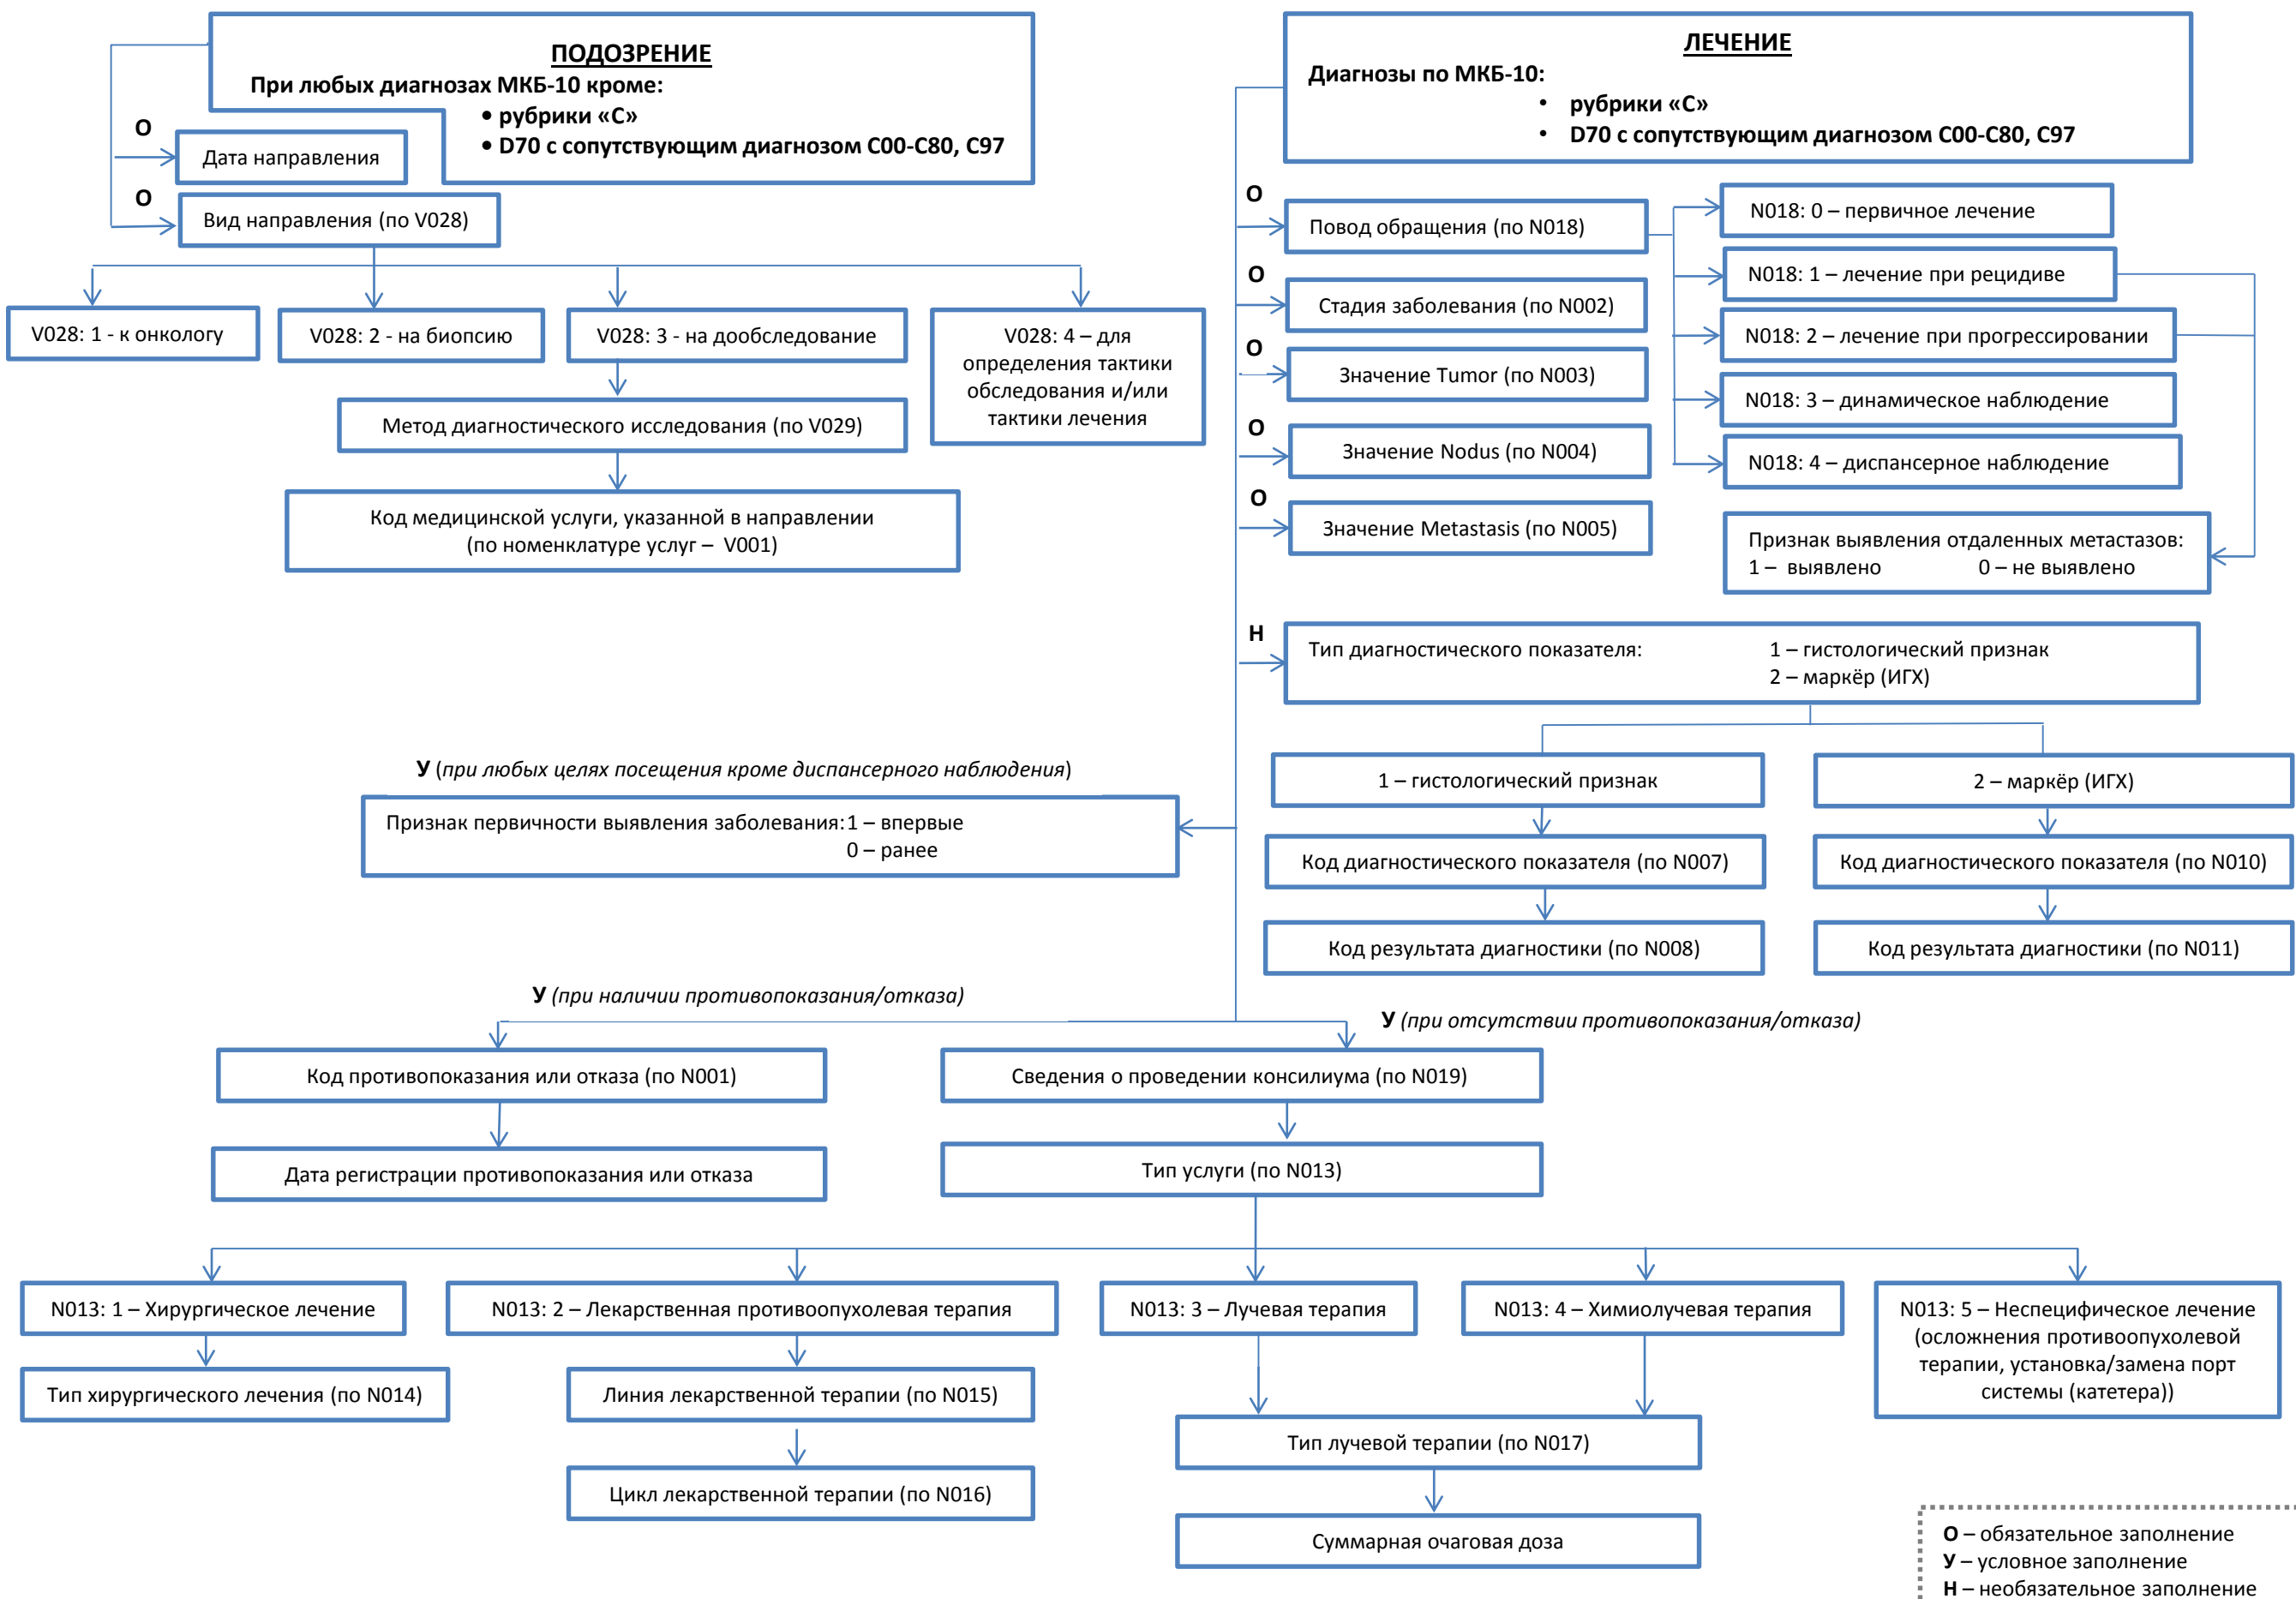 ПОДОЗРЕНИЕ
При любых диагнозах МКБ-10 кроме:
• рубрики «С»
• D70 с сопутствующим диагнозом С00-С80, С97
О
Дата направления
О
Вид направления (по V028)
V028: 1 - к онкологу
V028: 2 - на биопсию
V028: 3 - на дообследование
V028: 4 – для
определения тактики
обследования и/или
тактики лечения
Метод диагностического исследования (по V029)
Код медицинской услуги, указанной в направлении
(по номенклатуре услуг – V001)
ЛЕЧЕНИЕ
Диагнозы по МКБ-10:
• рубрики «С»
• D70 с сопутствующим диагнозом С00-С80, С97
О
Повод обращения (по N018)
О
Стадия заболевания (по N002)
О
Значение Tumor (по N003)
О
Значение Nodus (по N004)
О
Значение Metastasis (по N005)
N018: 0 – первичное лечение
N018: 1 – лечение при рецидиве
N018: 2 – лечение при прогрессировании
N018: 3 – динамическое наблюдение
N018: 4 – диспансерное наблюдение
Признак выявления отдаленных метастазов:
1 – выявлено 0 – не выявлено
Н
Тип диагностического показателя: 1 – гистологический признак
2 – маркёр (ИГХ)
1 – гистологический признак
2 – маркёр (ИГХ)
Код диагностического показателя (по N007)
Код диагностического показателя (по N010)
Код результата диагностики (по N008)
Код результата диагностики (по N011)
У (при любых целях посещения кроме диспансерного наблюдения)
Признак первичности выявления заболевания: 1 – впервые
0 – ранее
У (при наличии противопоказания/отказа)
У (при отсутствии противопоказания/отказа)
Код противопоказания или отказа (по N001)
Сведения о проведении консилиума (по N019)
Дата регистрации противопоказания или отказа
Тип услуги (по N013)
N013: 1 – Хирургическое лечение
N013: 2 – Лекарственная противоопухолевая терапия
N013: 3 – Лучевая терапия
N013: 4 – Химиолучевая терапия
N013: 5 – Неспецифическое лечение
(осложнения противоопухолевой
терапии, установка/замена порт
системы (катетера))
Тип хирургического лечения (по N014)
Линия лекарственной терапии (по N015)
Тип лучевой терапии (по N017)
Цикл лекарственной терапии (по N016)
Суммарная очаговая доза
О – обязательное заполнение
У – условное заполнение
Н – необязательное заполнение